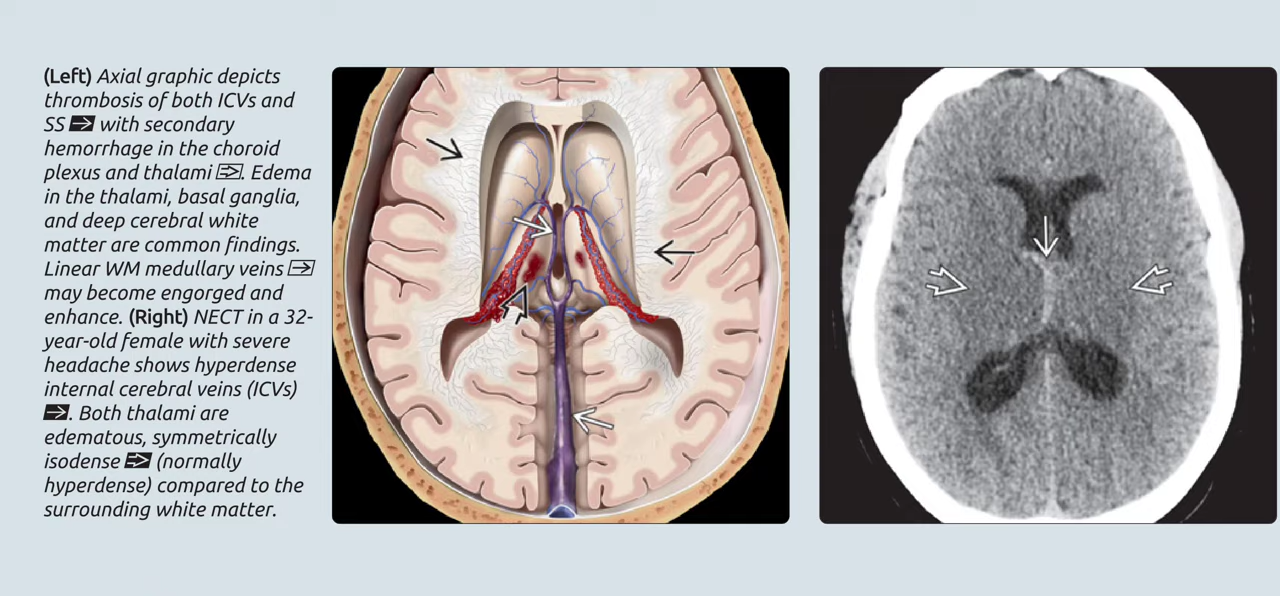 (Left) Axial graphic depicts
thrombosis of both ICVs and
SS with secondary
hemorrhage in the choroid
plexus and thalami . Edema
in the thalami, basal ganglia,
and deep cerebral white
matter are common findings.
Linear WM medullary veins
may become engorged and
enhance. (Right) NECT in a 32-
year-old female with severe
headache shows hyperdense
internal cerebral veins (ICVs)
. Both thalami are
edematous, symmetrically
isodense (normally
hyperdense) compared to the
surrounding white matter.